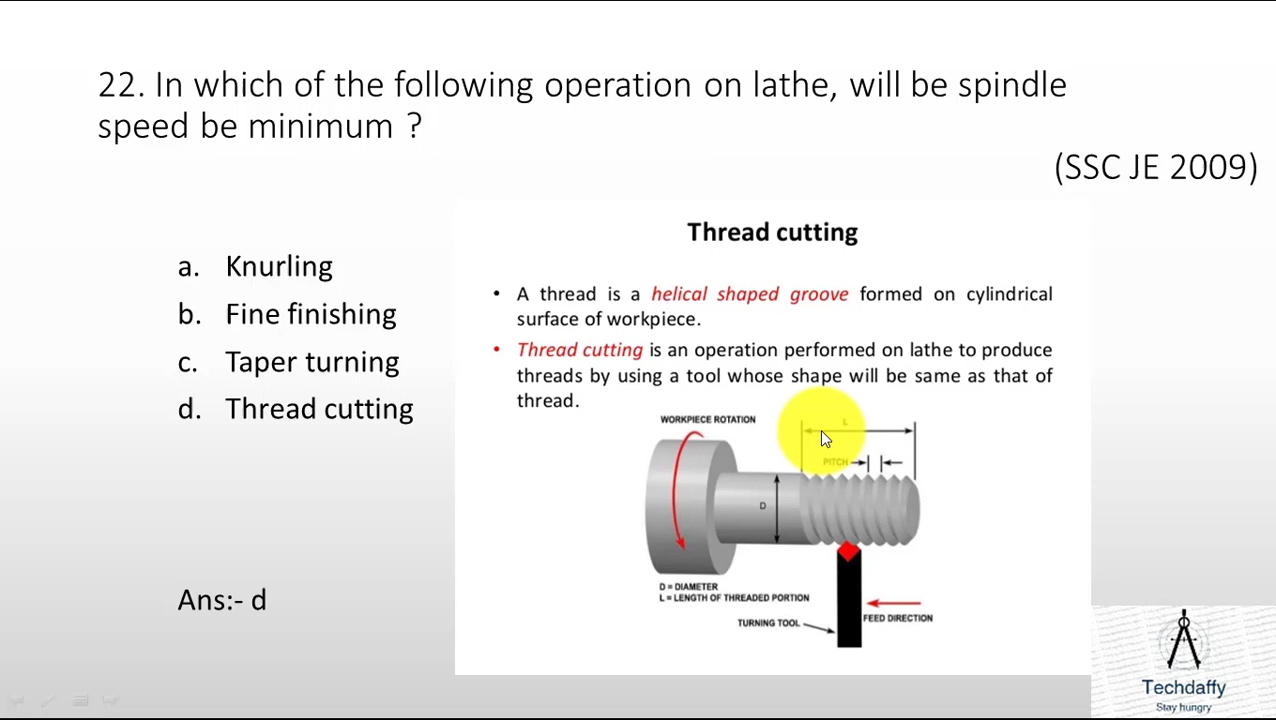 22. In which of the following operation on lathe, will be spindle
speed be minimum ?
(SSC JE 2009)
a. Knurling
b. Fine finishing
c. Taper turning
d. Thread cutting
Ans:- d
Thread cutting
• A thread is a helical shaped groove formed on cylindrical
surface of workpiece.
• Thread cutting is an operation performed on lathe to produce
threads by using a tool whose shape will be same as that of
thread.
WORKPIECE ROTATION
L
PITCH
D
D = DIAMETER
L = LENGTH OF THREADED PORTION
TURNING TOOL
FEED DIRECTION
Techdaffy
Stay hungry